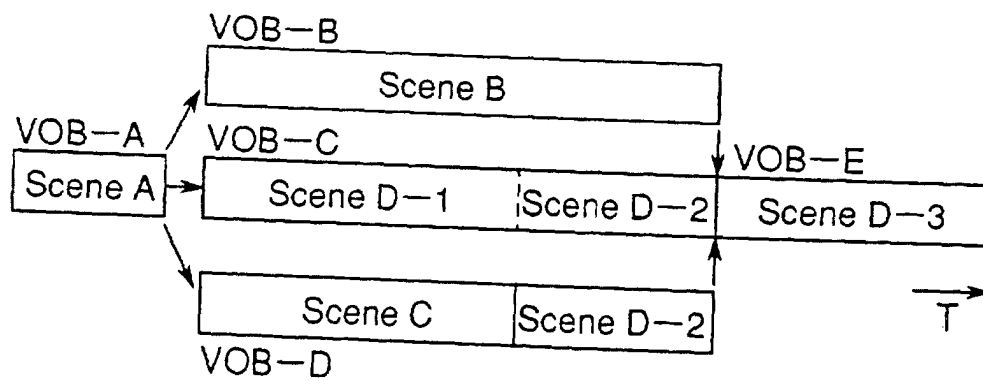 VOB—B
Scene B
VOB—A
VOB—C
VOB—E
Scene A
Scene D—1
Scene D—2
Scene D—3
Scene C
Scene D—2
T
VOB—D